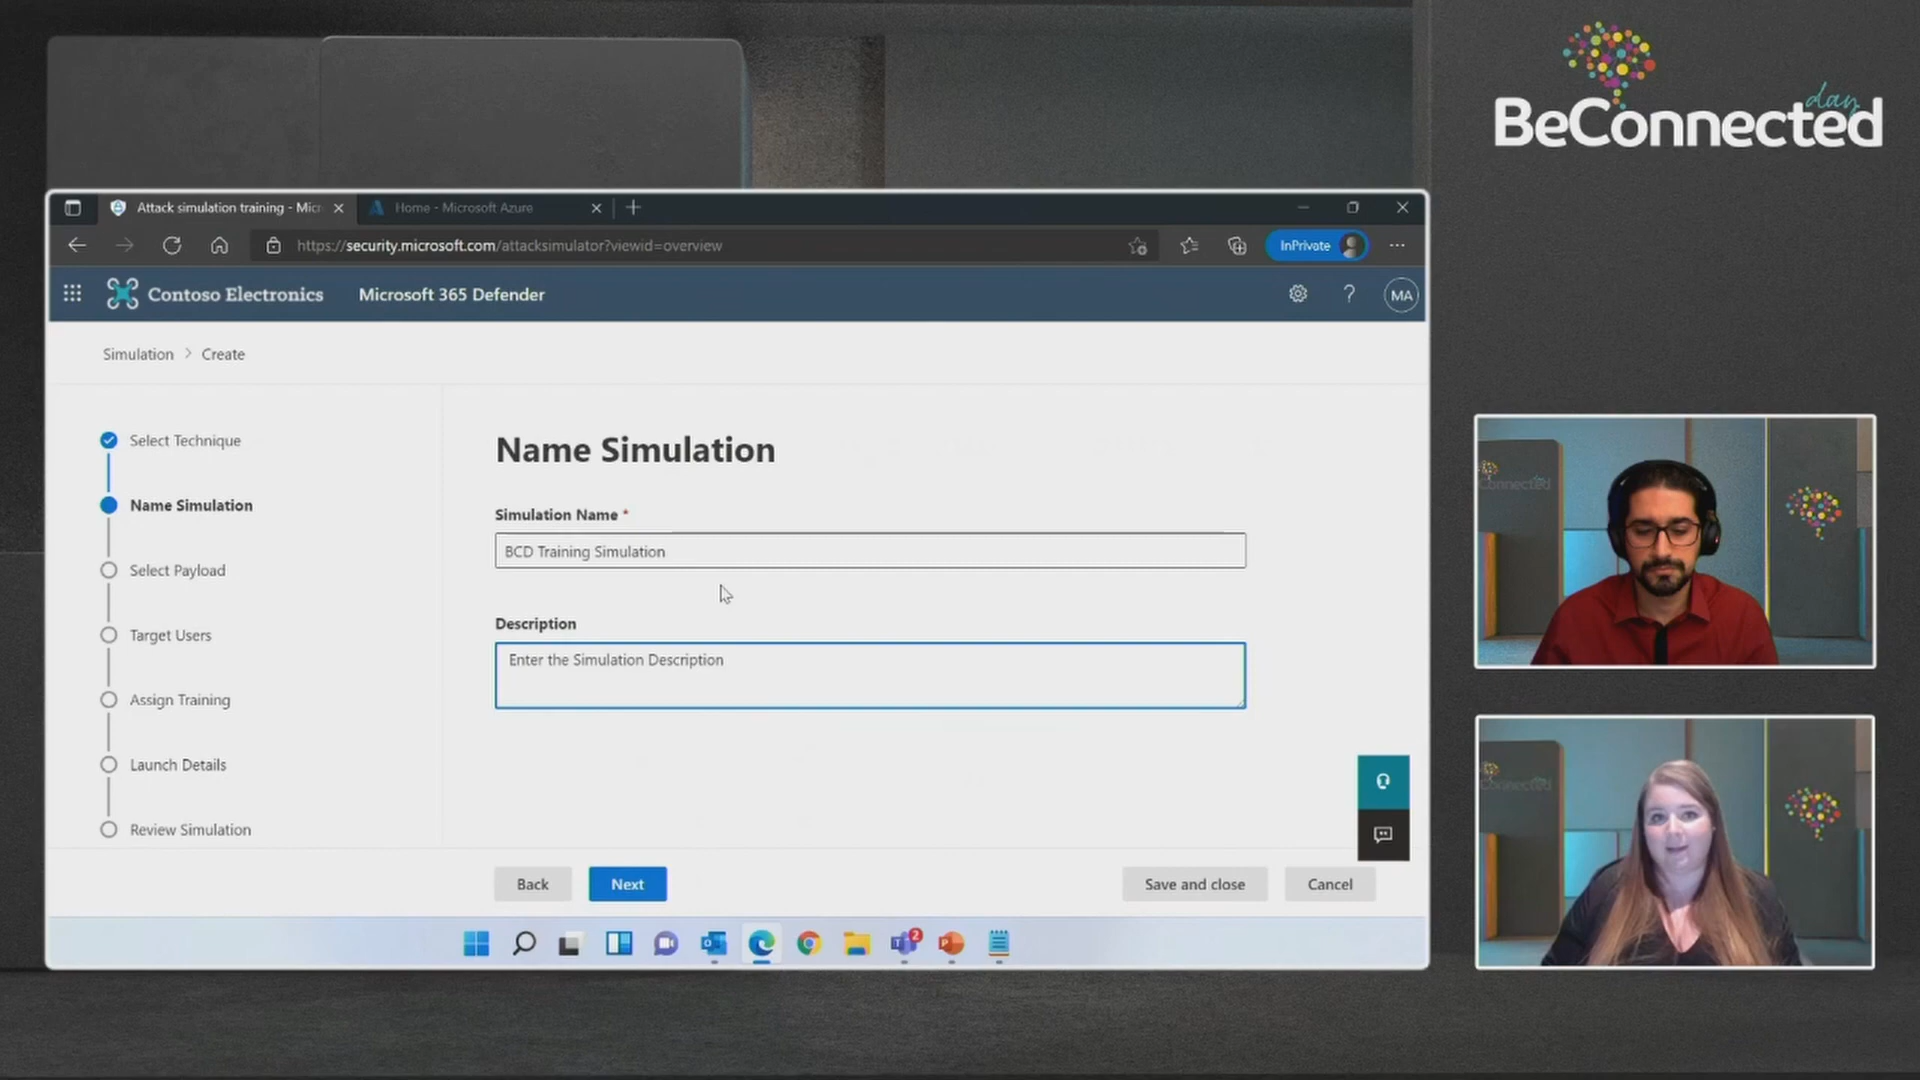 day
BeConnected
Attack simulation training - Micr
Home - Microsoft Azure
https://security.microsoft.com/attacksimulator?viewid=overview
InPrivate
Contoso Electronics
Microsoft 365 Defender
?
MA
Simulation > Create
Select Technique
Name Simulation
Select Payload
Target Users
Assign Training
Launch Details
Review Simulation
Name Simulation
Simulation Name *
BCD Training Simulation
Description
Enter the Simulation Description
Back
Next
Save and close
Cancel
2
Connected
Connected